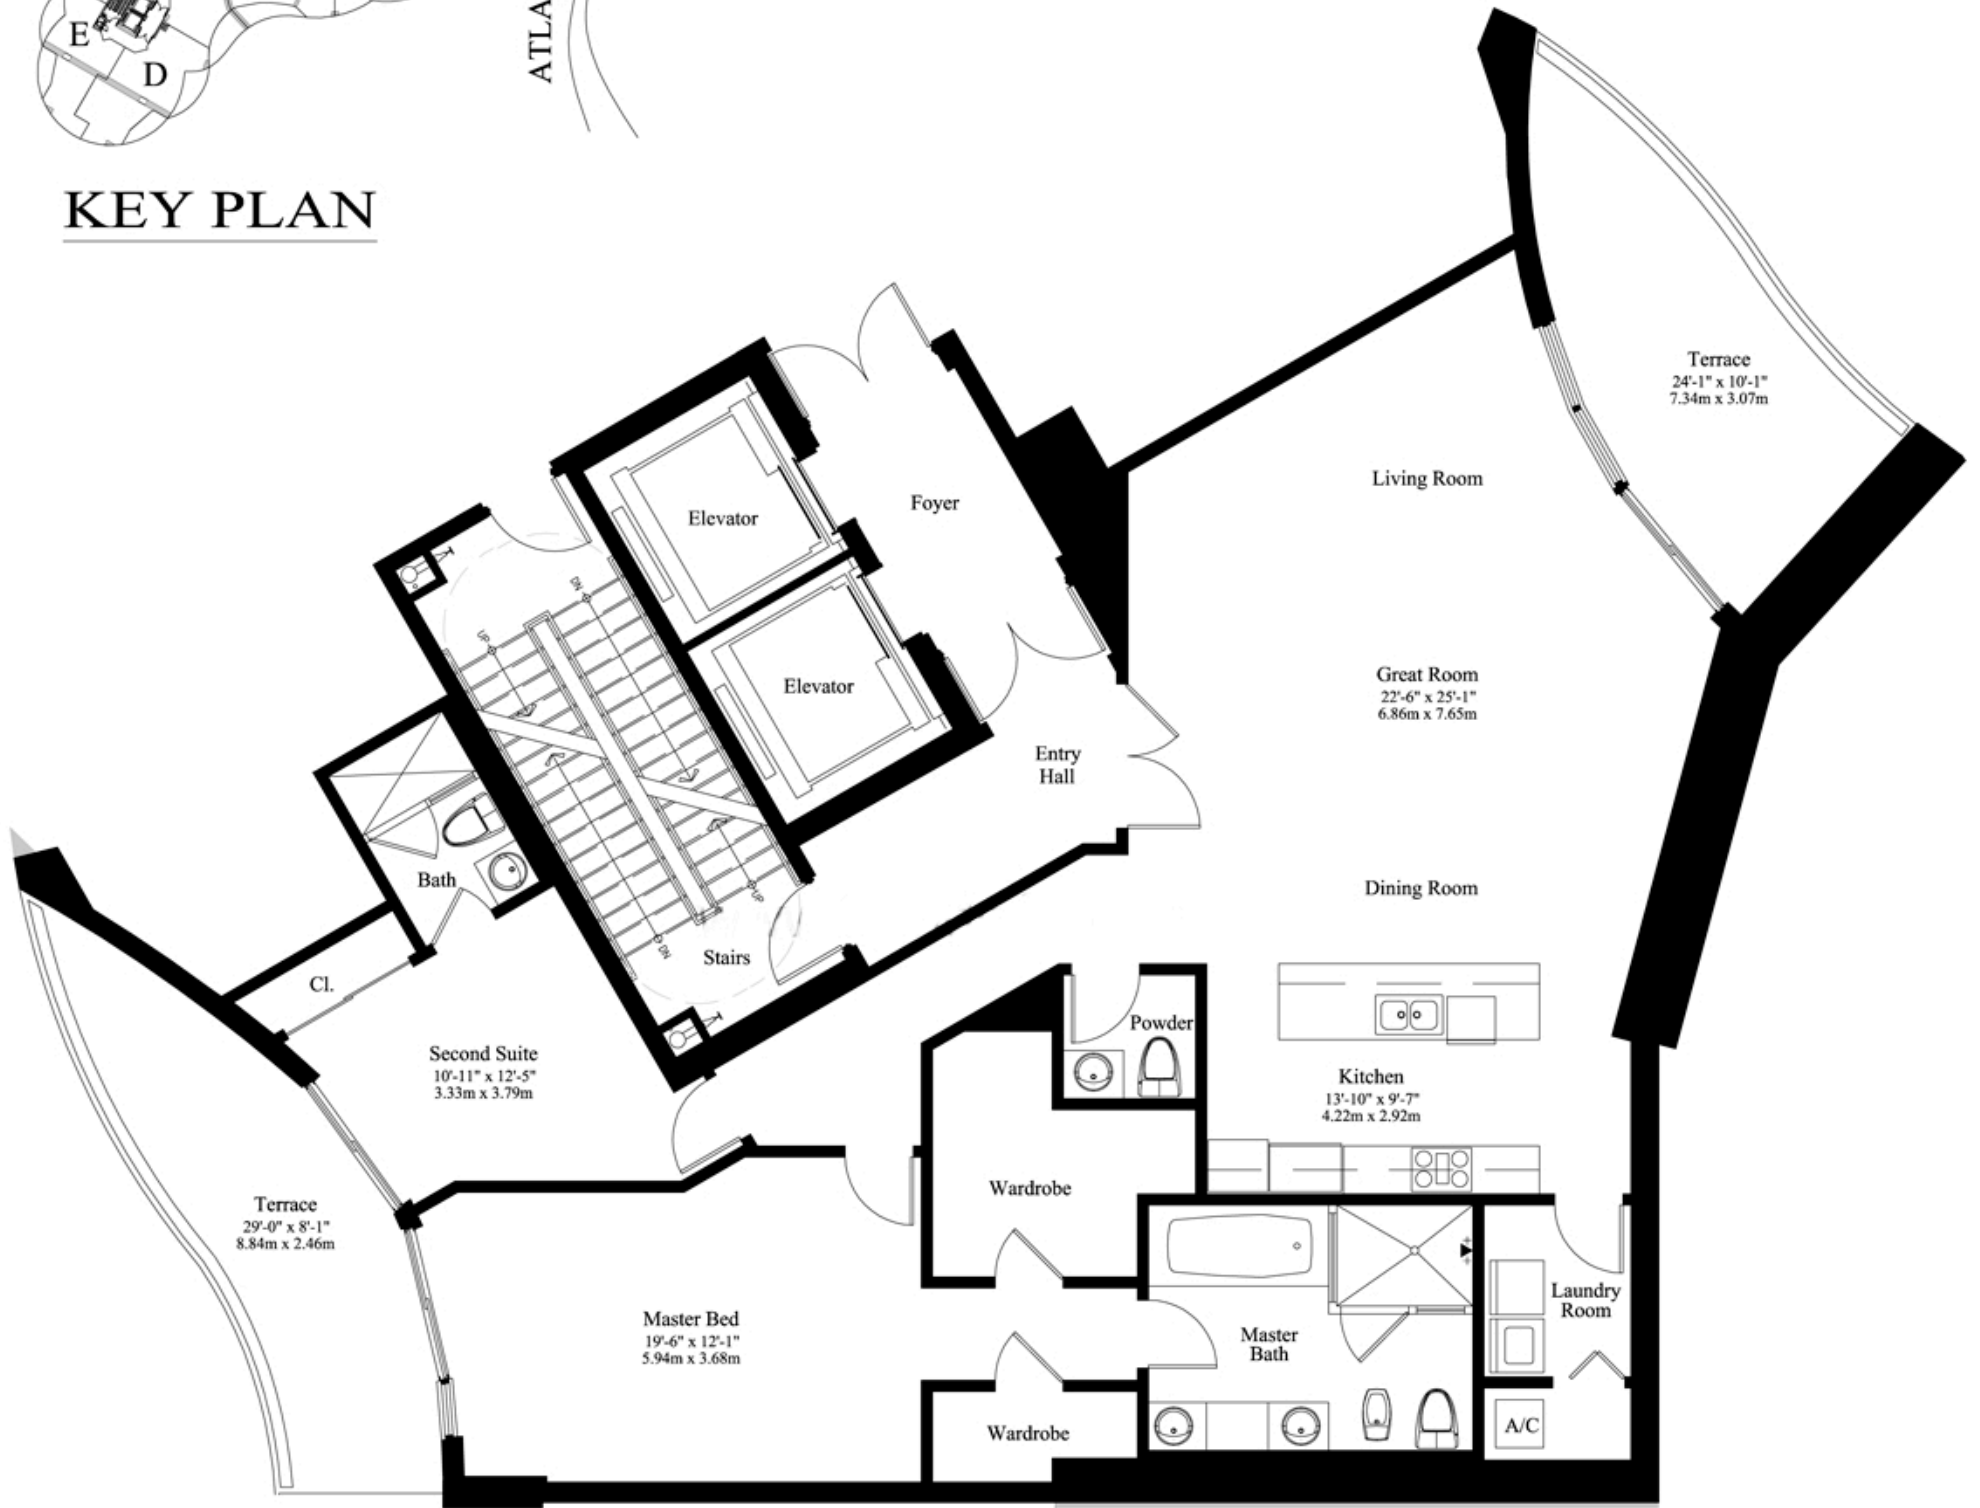 E
D
ATLA
KEY PLAN
Terrace
24'-1" x 10'-1"
7.34m x 3.07m
Living Room
Foyer
Elevator
DN
UP
Great Room
22'-6" x 25'-1"
6.86m x 7.65m
Elevator
Entry
Hall
Bath
Dining Room
UP
DN
Stairs
Cl.
Powder
Second Suite
10'-11" x 12'-5"
3.33m x 3.79m
Kitchen
13'-10" x 9'-7"
4.22m x 2.92m
Wardrobe
Terrace
29'-0" x 8'-1"
8.84m x 2.46m
Laundry
Room
Master Bed
19'-6" x 12'-1"
5.94m x 3.68m
Master
Bath
Wardrobe
A/C